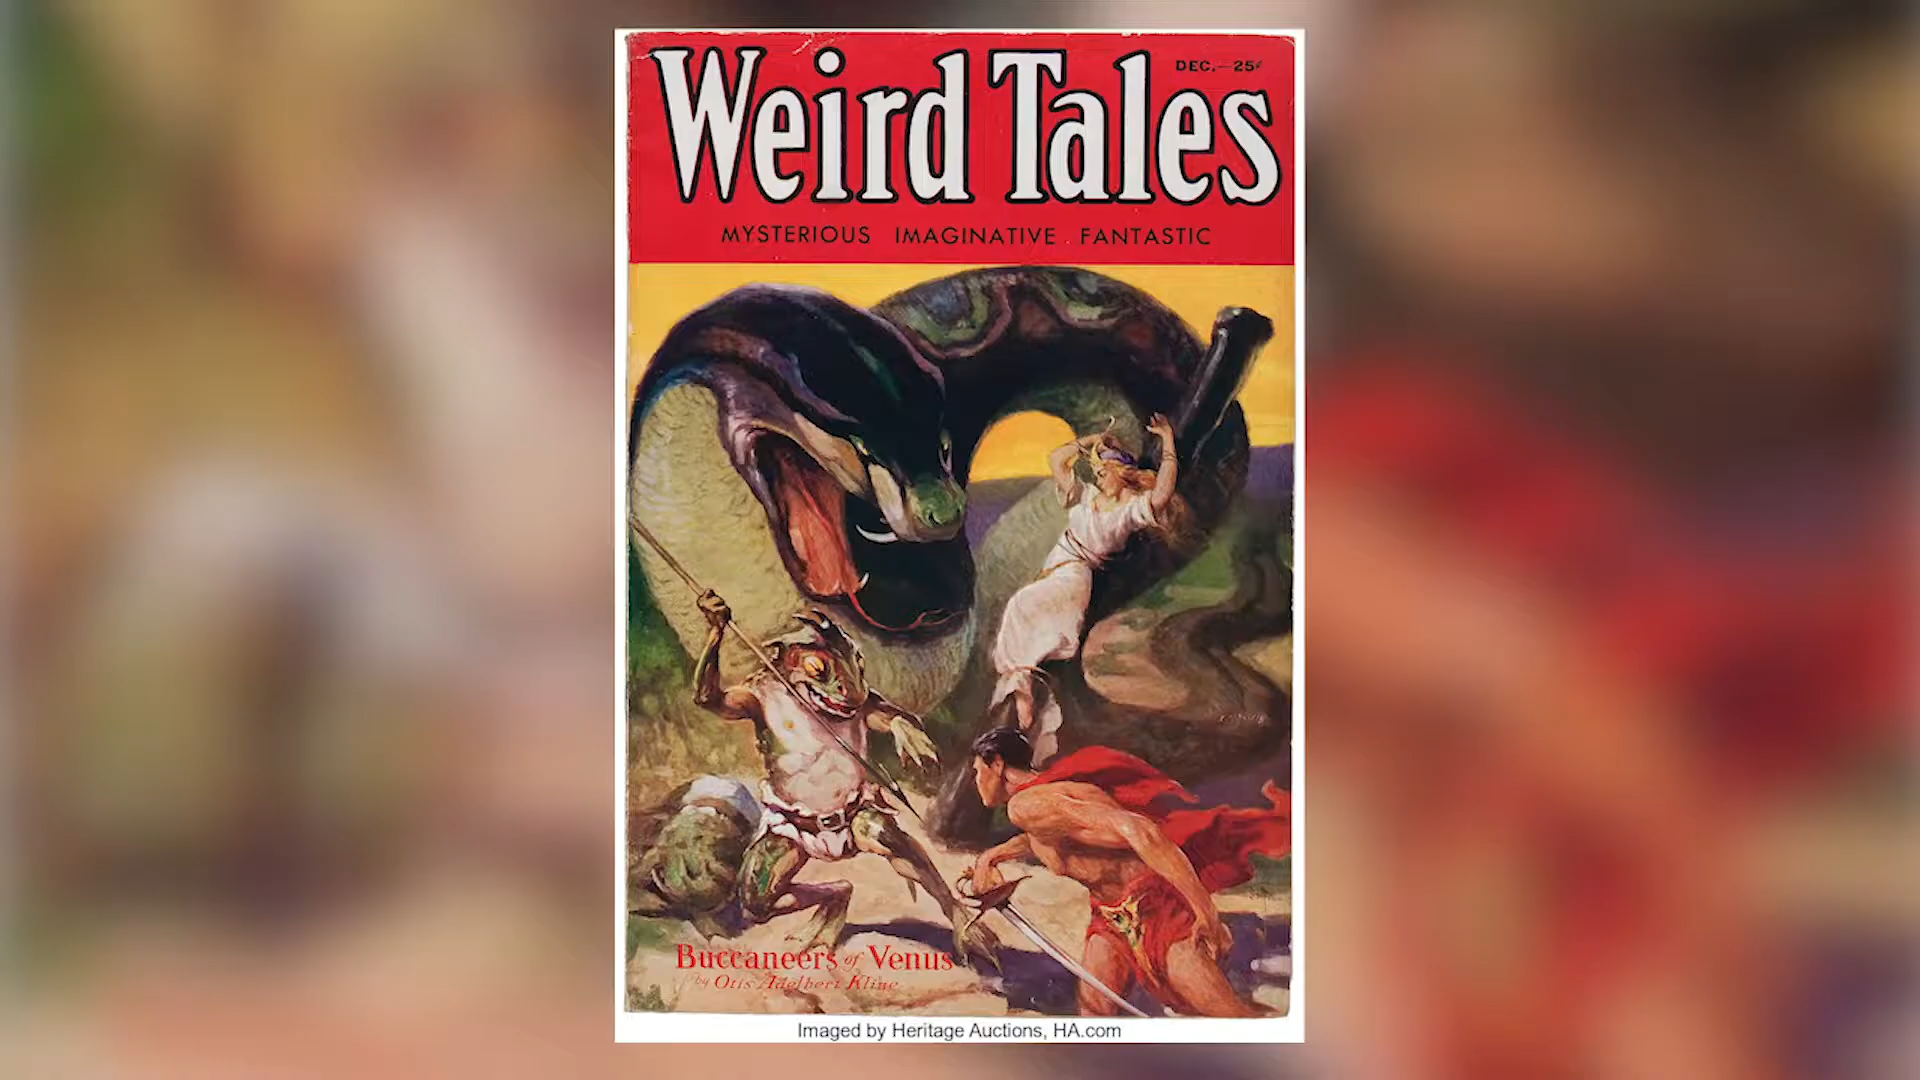 DEC.—25¢
Weird Tales
MYSTERIOUS IMAGINATIVE FANTASTIC
Buccaneers of Venus
by Otis Adelbert Kline
Imaged by Heritage Auctions, HA.com